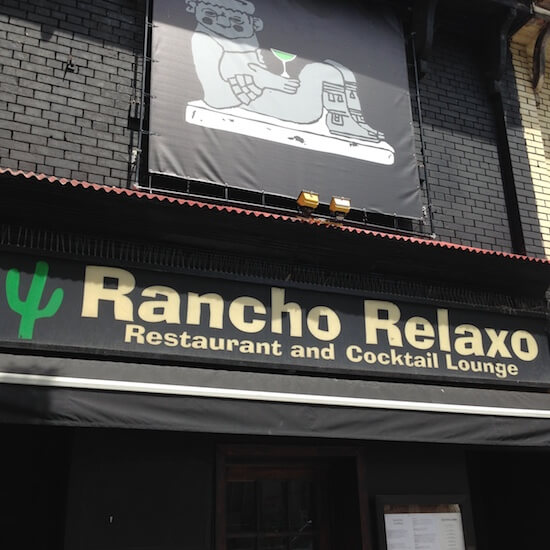 Rancho Relaxo
Restaurant and Cocktail Lounge